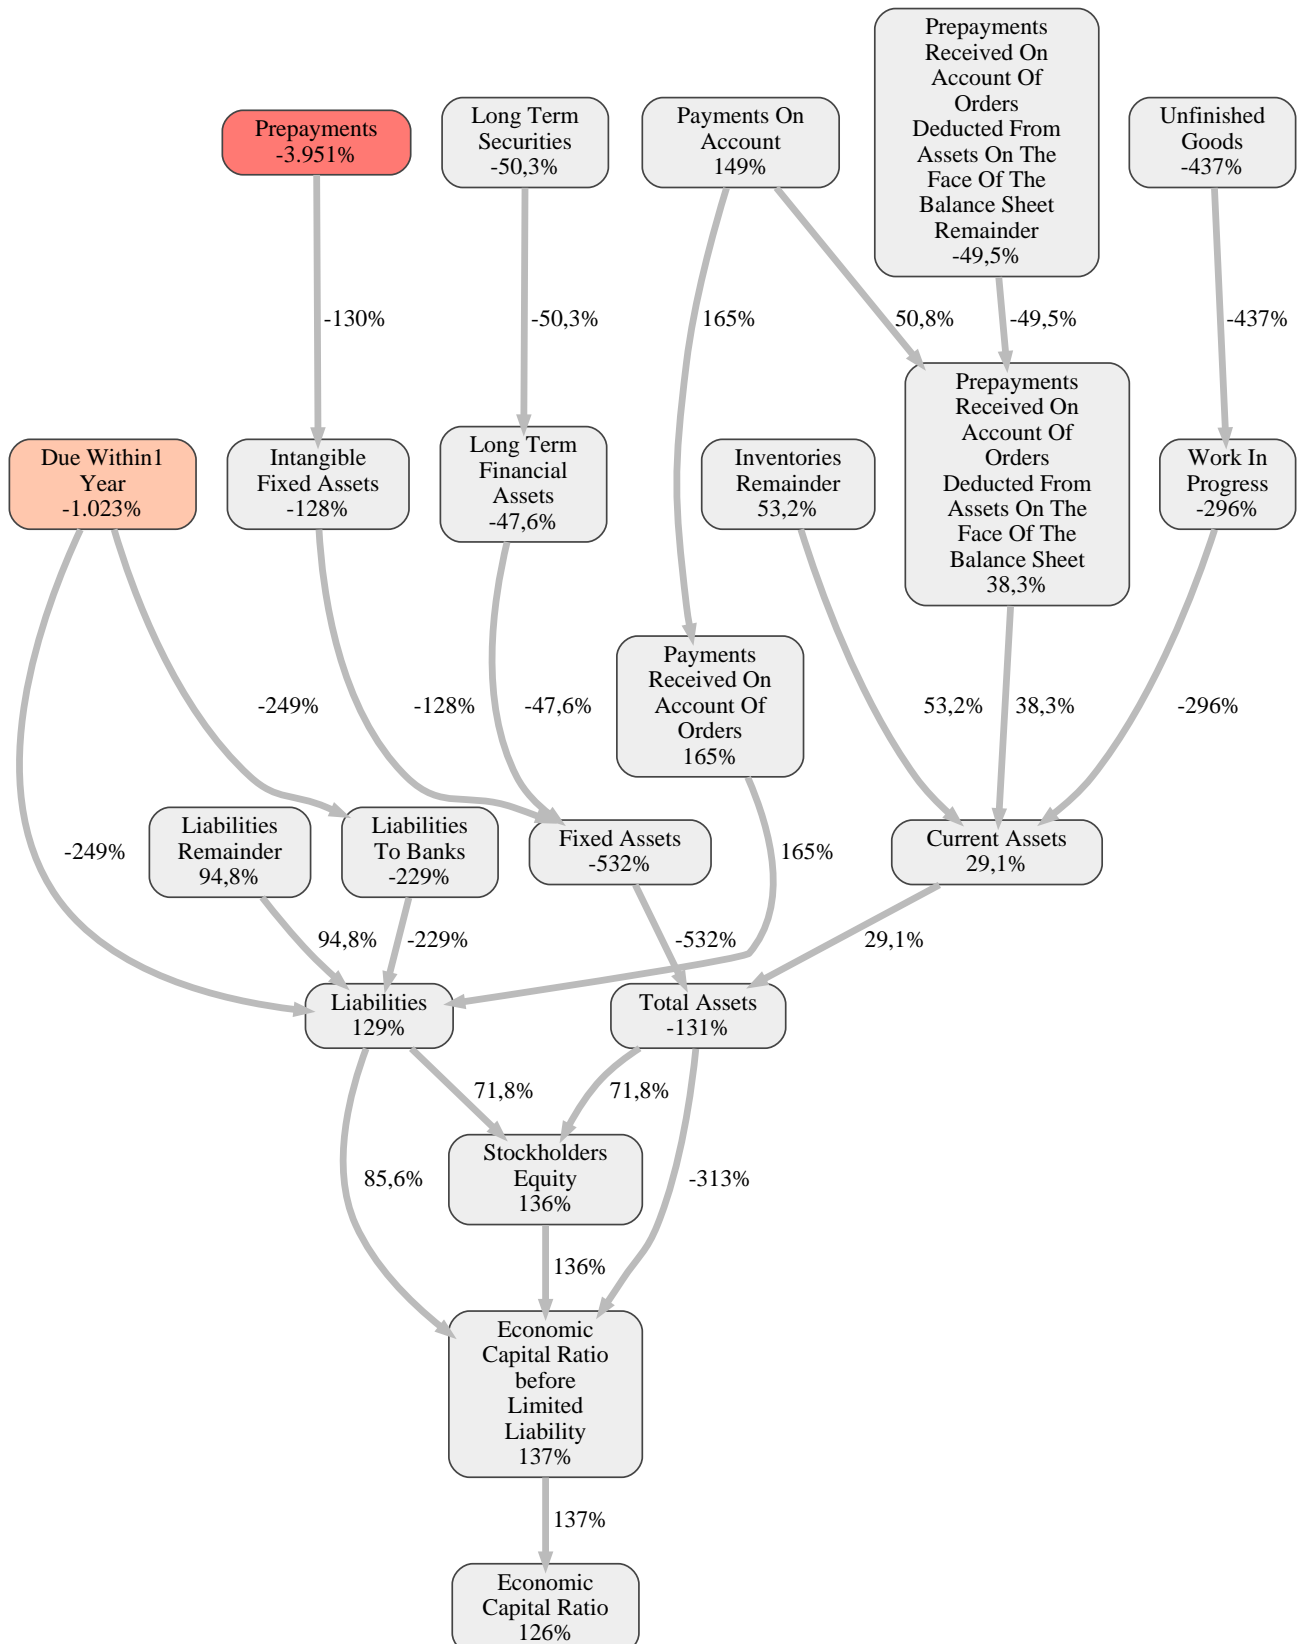 Prepayments
Received On
Account Of
Orders
Deducted From
Assets On The
Face Of The
Balance Sheet
Remainder
-49,5%
Prepayments
-3.951%
Long Term
Securities
-50,3%
Payments On
Account
149%
Unfinished
Goods
-437%
-130%
-50,3%
165%
50,8%
-49,5%
-437%
Due Within1
Year
-1.023%
Intangible
Fixed Assets
-128%
Long Term
Financial
Assets
-47,6%
Inventories
Remainder
53,2%
Prepayments
Received On
Account Of
Orders
Deducted From
Assets On The
Face Of The
Balance Sheet
38,3%
Work In
Progress
-296%
Payments
Received On
Account Of
Orders
165%
-249%
-128%
-47,6%
53,2%
38,3%
-296%
Liabilities
Remainder
94,8%
Liabilities
To Banks
-229%
Fixed Assets
-532%
Current Assets
29,1%
-249%
165%
94,8%
-229%
-532%
29,1%
Liabilities
129%
Total Assets
-131%
71,8%
71,8%
Stockholders
Equity
136%
85,6%
-313%
136%
Economic
Capital Ratio
before
Limited
Liability
137%
137%
Economic
Capital Ratio
126%